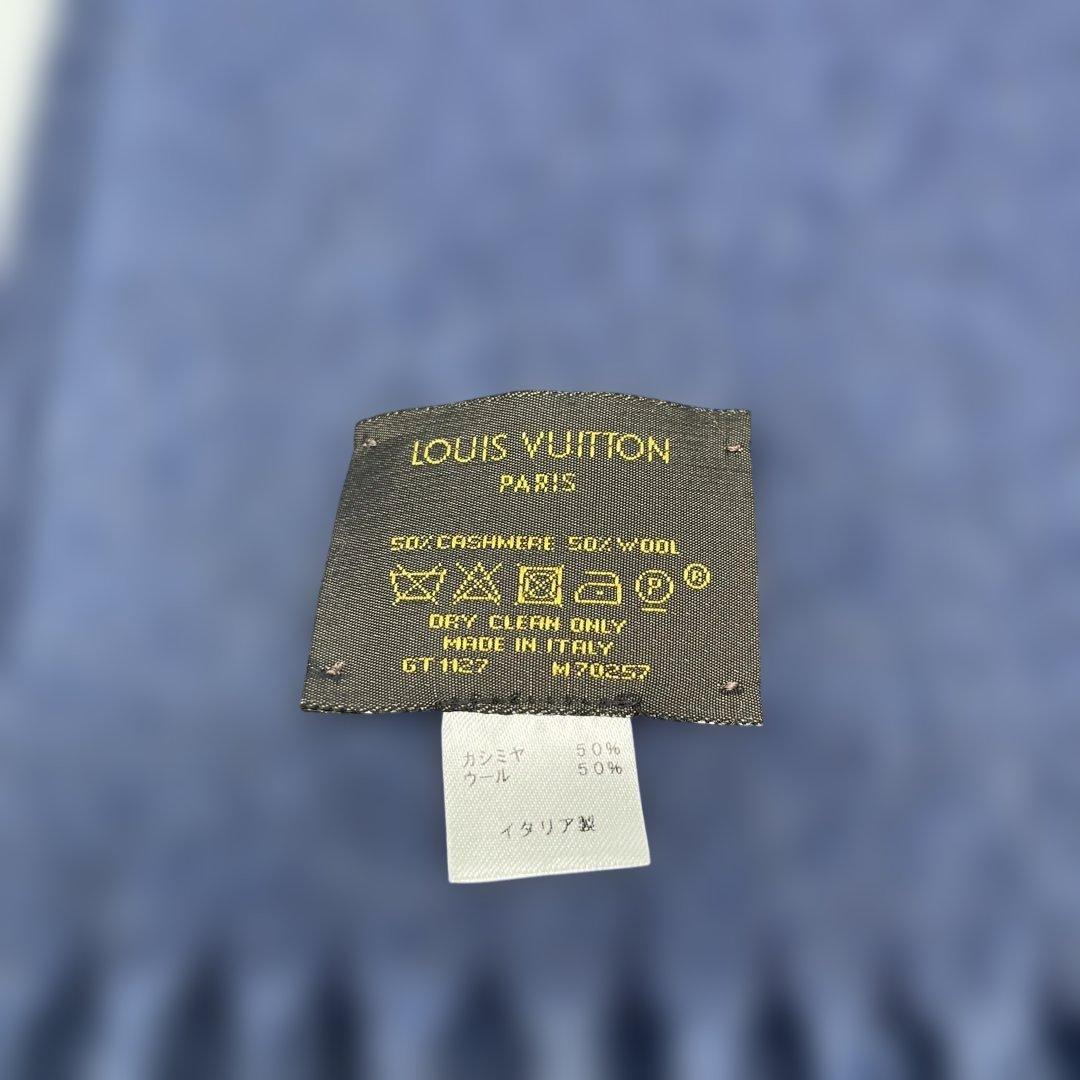 LOUIS VUITTON
PARIS
50% CASHMERE 50% WOOL
P ®
DRY CLEAN ONLY
MADE IN ITALY
GT1127 M70257
カシミヤ 50%
ウール 50%
イタリア製